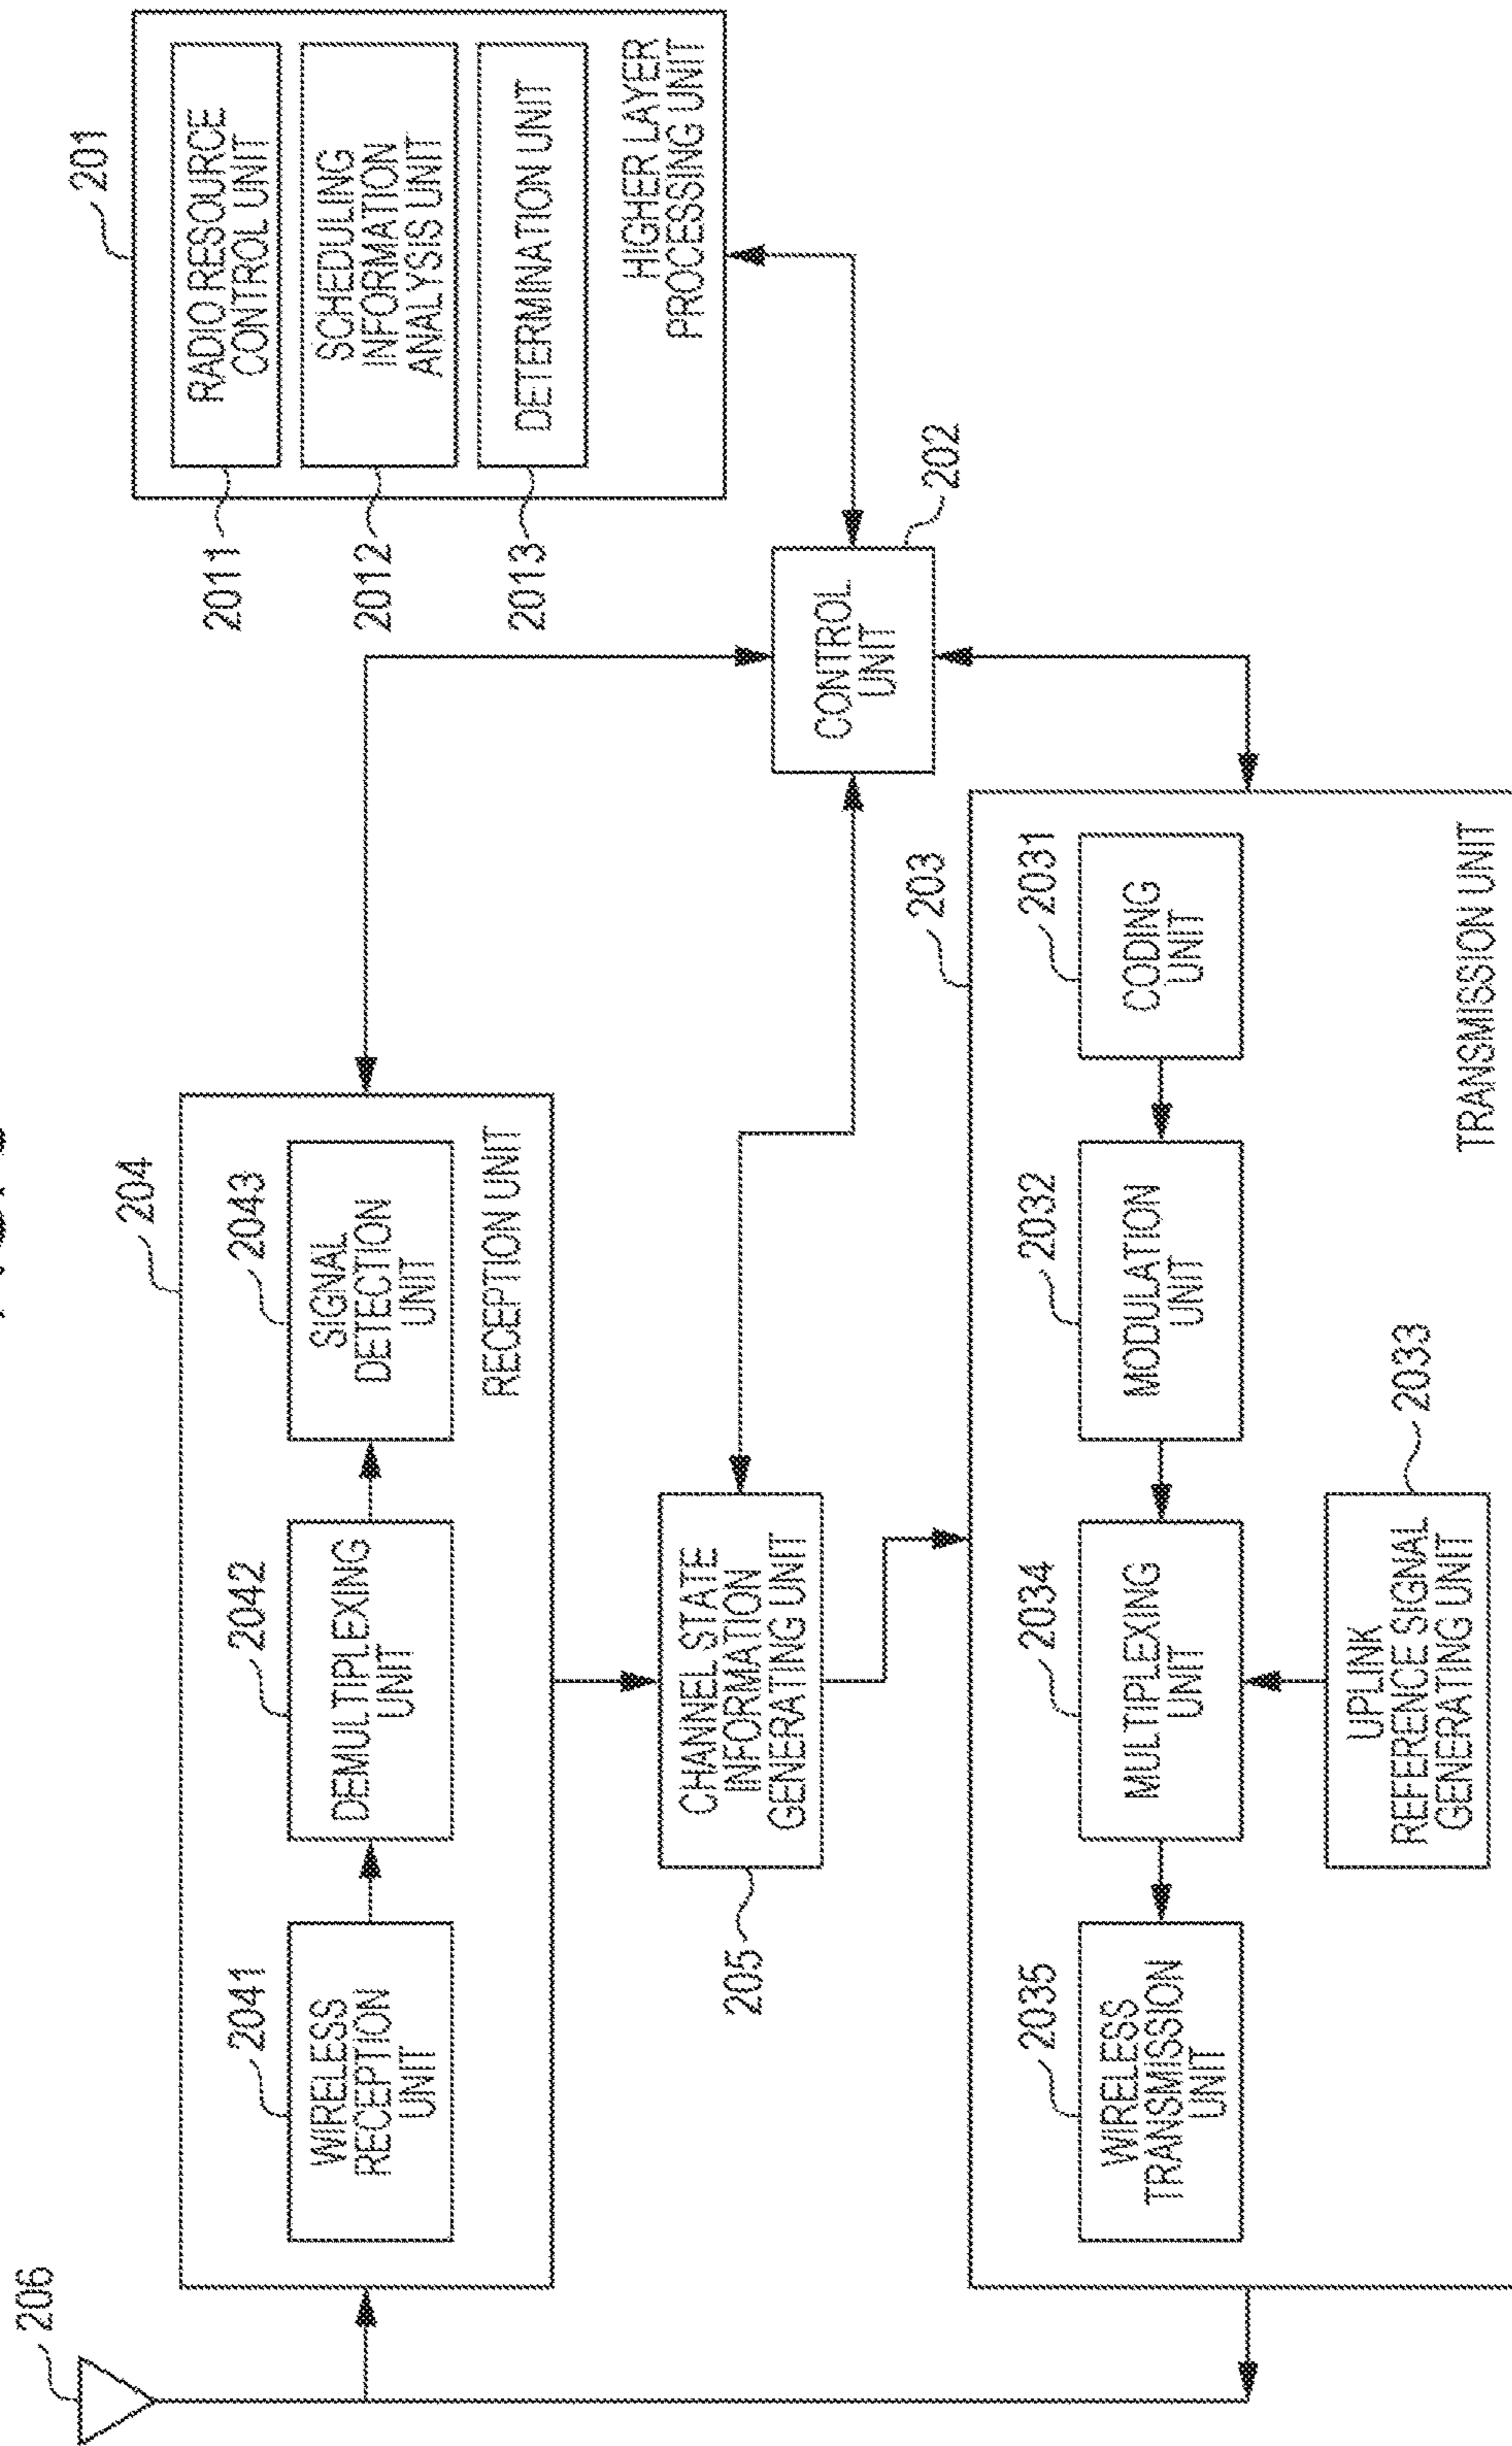 206
204
2041
WIRELESS
RECEPTION
UNIT
2042
DEMULTIPLEXING
UNIT
2043
SIGNAL
DETECTION
UNIT
RECEPTION UNIT
201
RADIO RESOURCE
CONTROL UNIT
SCHEDULING
INFORMATION
ANALYSIS UNIT
DETERMINATION UNIT
HIGHER LAYER
PROCESSING UNIT
2011
2012
2013
205
CHANNEL STATE
INFORMATION
GENERATING UNIT
CONTROL
UNIT
202
203
2035
WIRELESS
TRANSMISSION
UNIT
2034
MULTIPLEXING
UNIT
2032
MODULATION
UNIT
2031
CODING
UNIT
UPLINK
REFERENCE SIGNAL
GENERATING UNIT
2033
TRANSMISSION UNIT